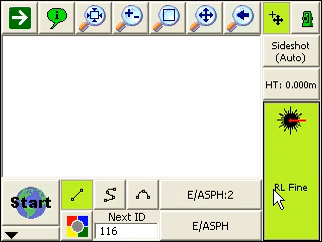 Sideshot
(Auto)
HT: 0.000m
RL Fine
Start
E/ASPH:2
Next ID
116
E/ASPH